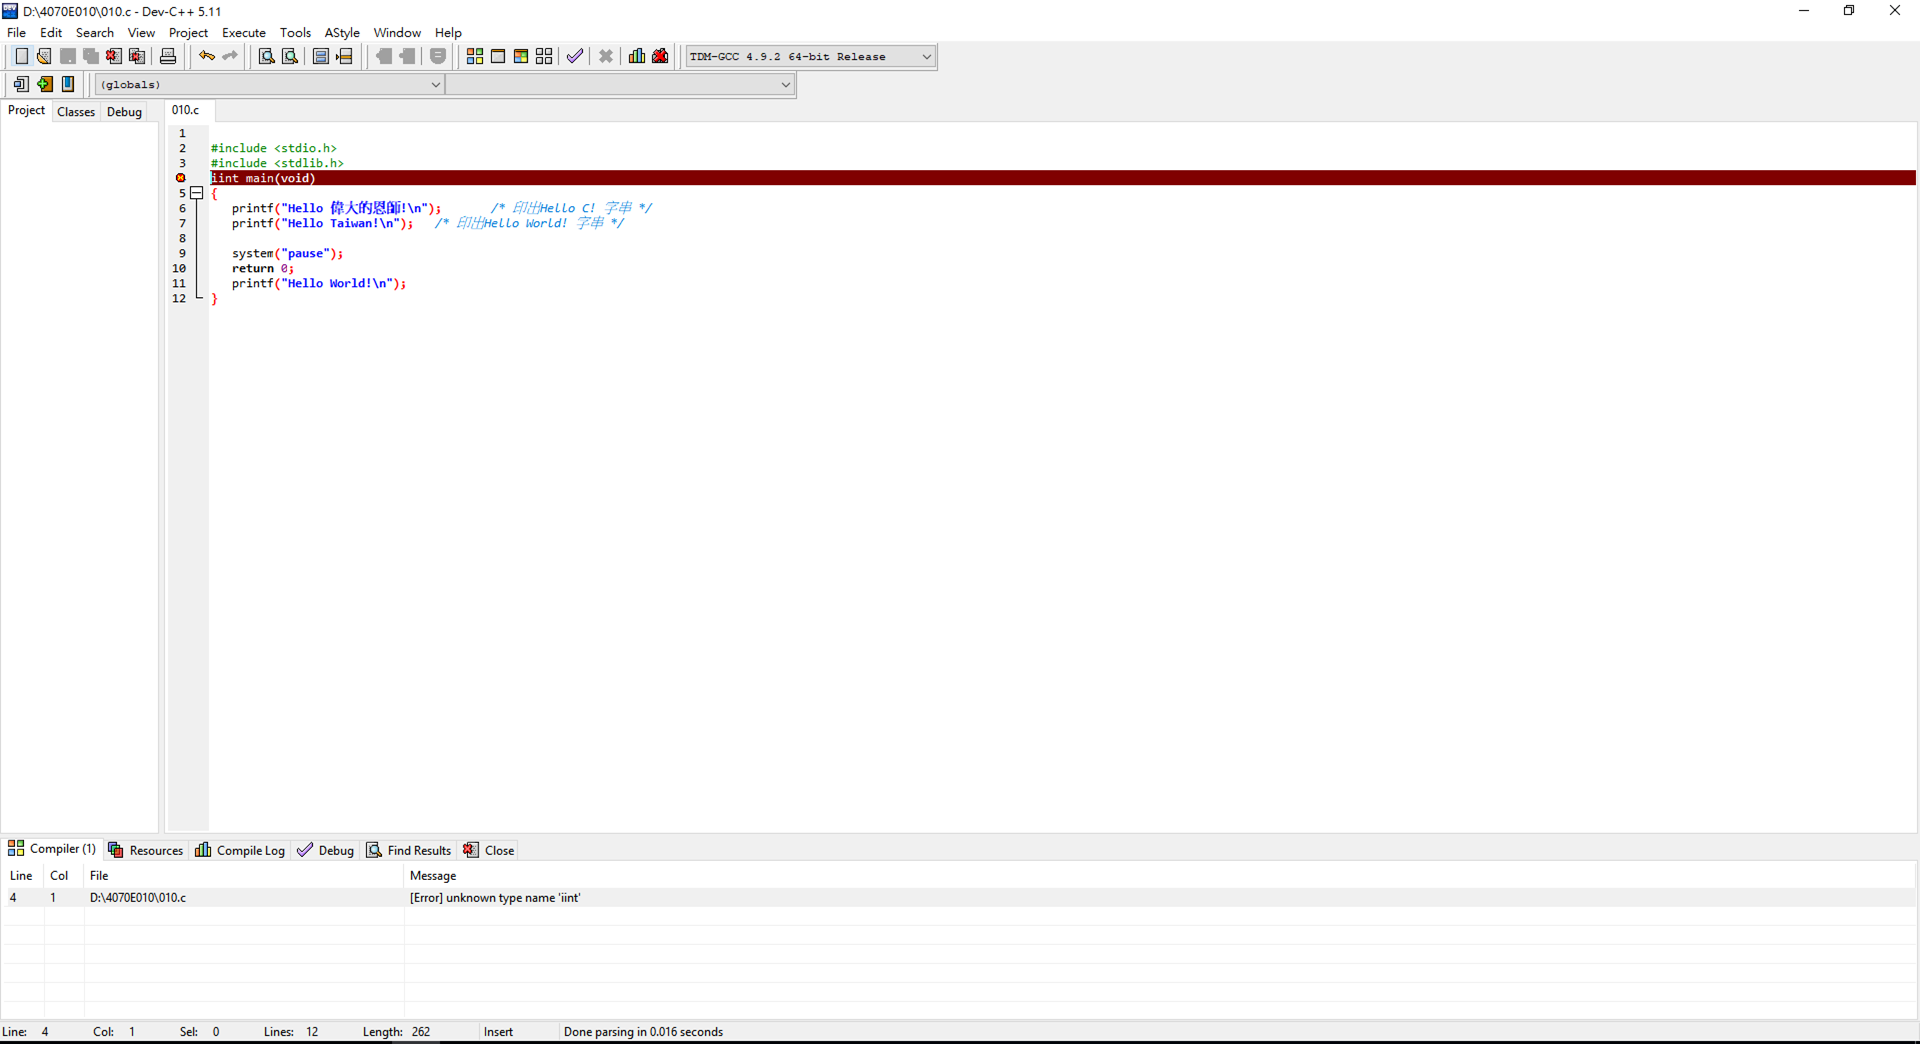 D:\4070E010\010.c - Dev-C++ 5.11
File Edit Search View Project Execute Tools AStyle Window Help
TDM-GCC 4.9.2 64-bit Release
(globals)
Project Classes Debug 010.c
1
2 #include <stdio.h>
3 #include <stdlib.h>
iint main(void)
5 {
6 printf("Hello 偉大的恩師!\n"); /* 印出Hello C! 字串 */
7 printf("Hello Taiwan!\n"); /* 印出Hello World! 字串 */
8
9 system("pause");
10 return 0;
11 printf("Hello World!\n");
12 }
Compiler (1) Resources Compile Log Debug Find Results Close
Line Col File Message
4 1 D:\4070E010\010.c [Error] unknown type name 'iint'
Line: 4 Col: 1 Sel: 0 Lines: 12 Length: 262 Insert Done parsing in 0.016 seconds